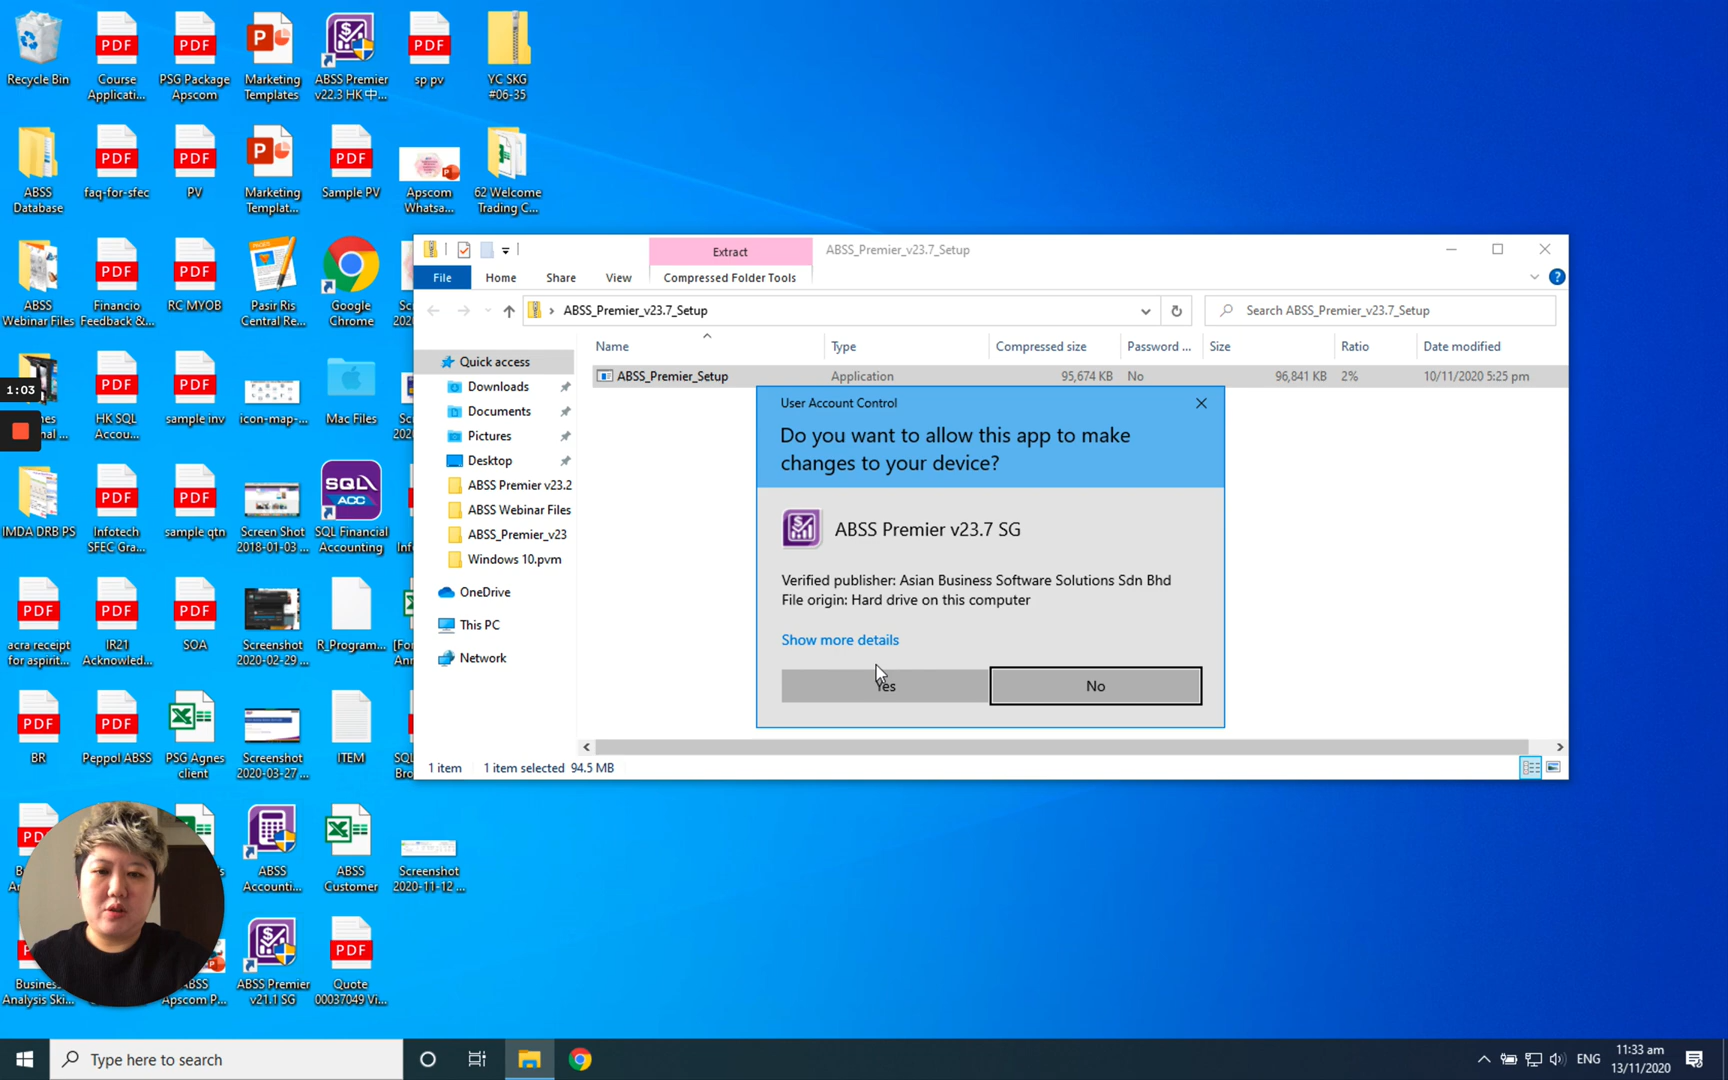 Recycle Bin
Course
Applicati...
PSG Package
Apscom
Marketing
Templates
ABSS Premier
v22.3 HK 中...
sp pv
YC SKG
#06-35
ABSS
Database
faq-for-sfec
PV
Marketing
Templat...
Sample PV
Apscom
Whatsa...
62 Welcome
Trading C...
ABSS
Webinar Files
Financio
Feedback &...
RC MYOB
Pasir Ris
Central Re...
Google
Chrome
1:03
HK SQL
Accou...
sample inv
icon-map-...
Mac Files
IMDA DRB PS
Infotech
SFEC Gra...
sample qtn
Screen Shot
2018-01-03 ...
SQL Financial
Accounting
acra receipt
for aspirit...
IR21
Acknowled...
SOA
Screenshot
2020-02-29 ...
R_Program...
BR
Peppol ABSS
PSG Agnes
client
Screenshot
2020-03-27 ...
ITEM
ABSS
Accounti...
ABSS
Customer
Screenshot
2020-11-12 ...
Business
Analysis Ski...
ABSS
Apscom P...
ABSS Premier
v21.1 SG
Quote
00037049 Vi...
Extract
ABSS_Premier_v23.7_Setup
File
Home
Share
View
Compressed Folder Tools
ABSS_Premier_v23.7_Setup
Search ABSS_Premier_v23.7_Setup
Name
Type
Compressed size
Password ...
Size
Ratio
Date modified
ABSS_Premier_Setup
Application
95,674 KB
No
96,841 KB
2%
10/11/2020 5:25 pm
Quick access
Downloads
Documents
Pictures
Desktop
ABSS Premier v23.2
ABSS Webinar Files
ABSS_Premier_v23
Windows 10.pvm
OneDrive
This PC
Network
User Account Control
Do you want to allow this app to make
changes to your device?
ABSS Premier v23.7 SG
Verified publisher: Asian Business Software Solutions Sdn Bhd
File origin: Hard drive on this computer
Show more details
Yes
No
1 item
1 item selected 94.5 MB
Type here to search
ENG
11:33 am
13/11/2020